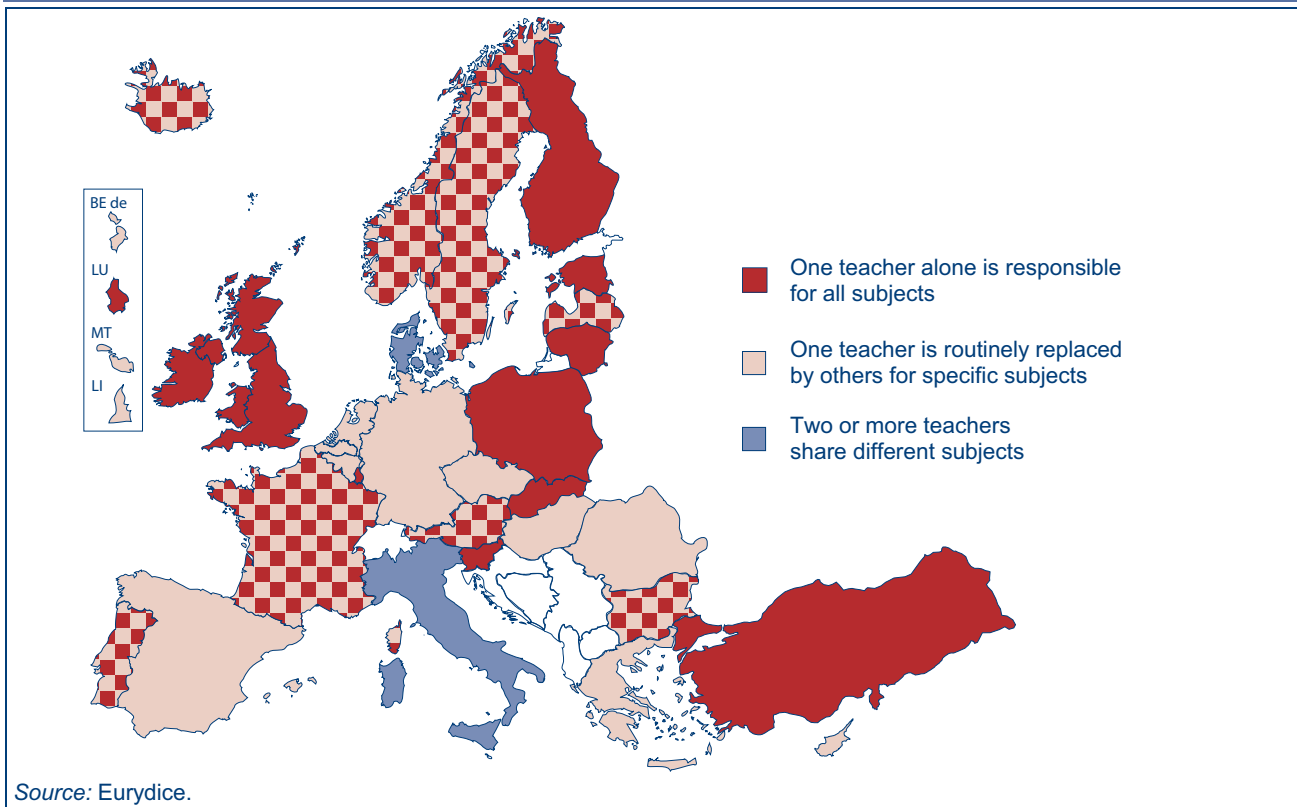 BE de
LU
MT
LI
One teacher alone is responsible
for all subjects
One teacher is routinely replaced
by others for specific subjects
Two or more teachers
share different subjects
Source: Eurydice.